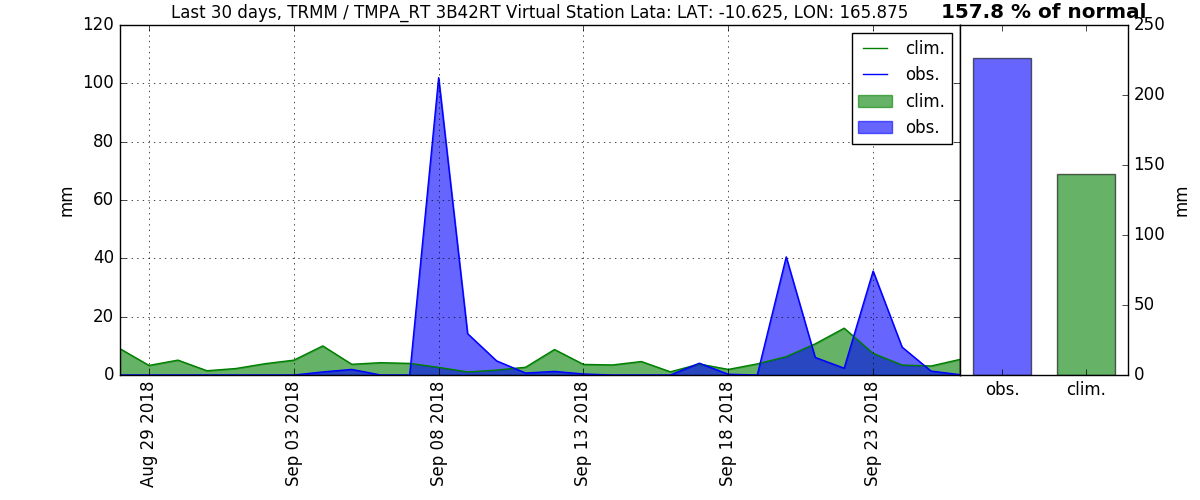 Last 30 days, TRMM / TMPA_RT 3B42RT Virtual Station Lata: LAT: -10.625, LON: 165.875
157.8 % of normal
120
100
80
60
40
20
0
mm
clim.
obs.
clim.
obs.
Aug 29 2018
Sep 03 2018
Sep 08 2018
Sep 13 2018
Sep 18 2018
Sep 23 2018
250
200
150
100
50
0
mm
obs.
clim.